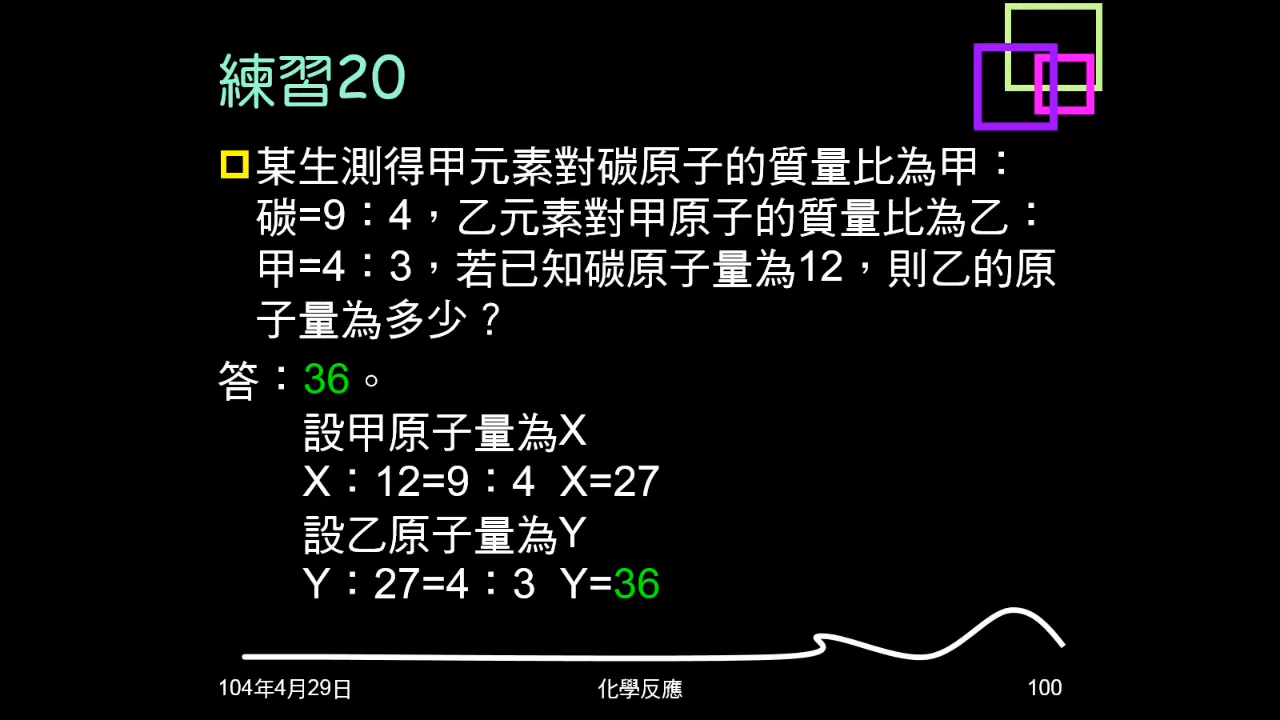 練習20
某生測得甲元素對碳原子的質量比為甲：
碳=9：4，乙元素對甲原子的質量比為乙：
甲=4：3，若已知碳原子量為12，則乙的原
子量為多少？
答：36。
設甲原子量為X
X：12=9：4 X=27
設乙原子量為Y
Y：27=4：3 Y=36
104年4月29日 化學反應 100